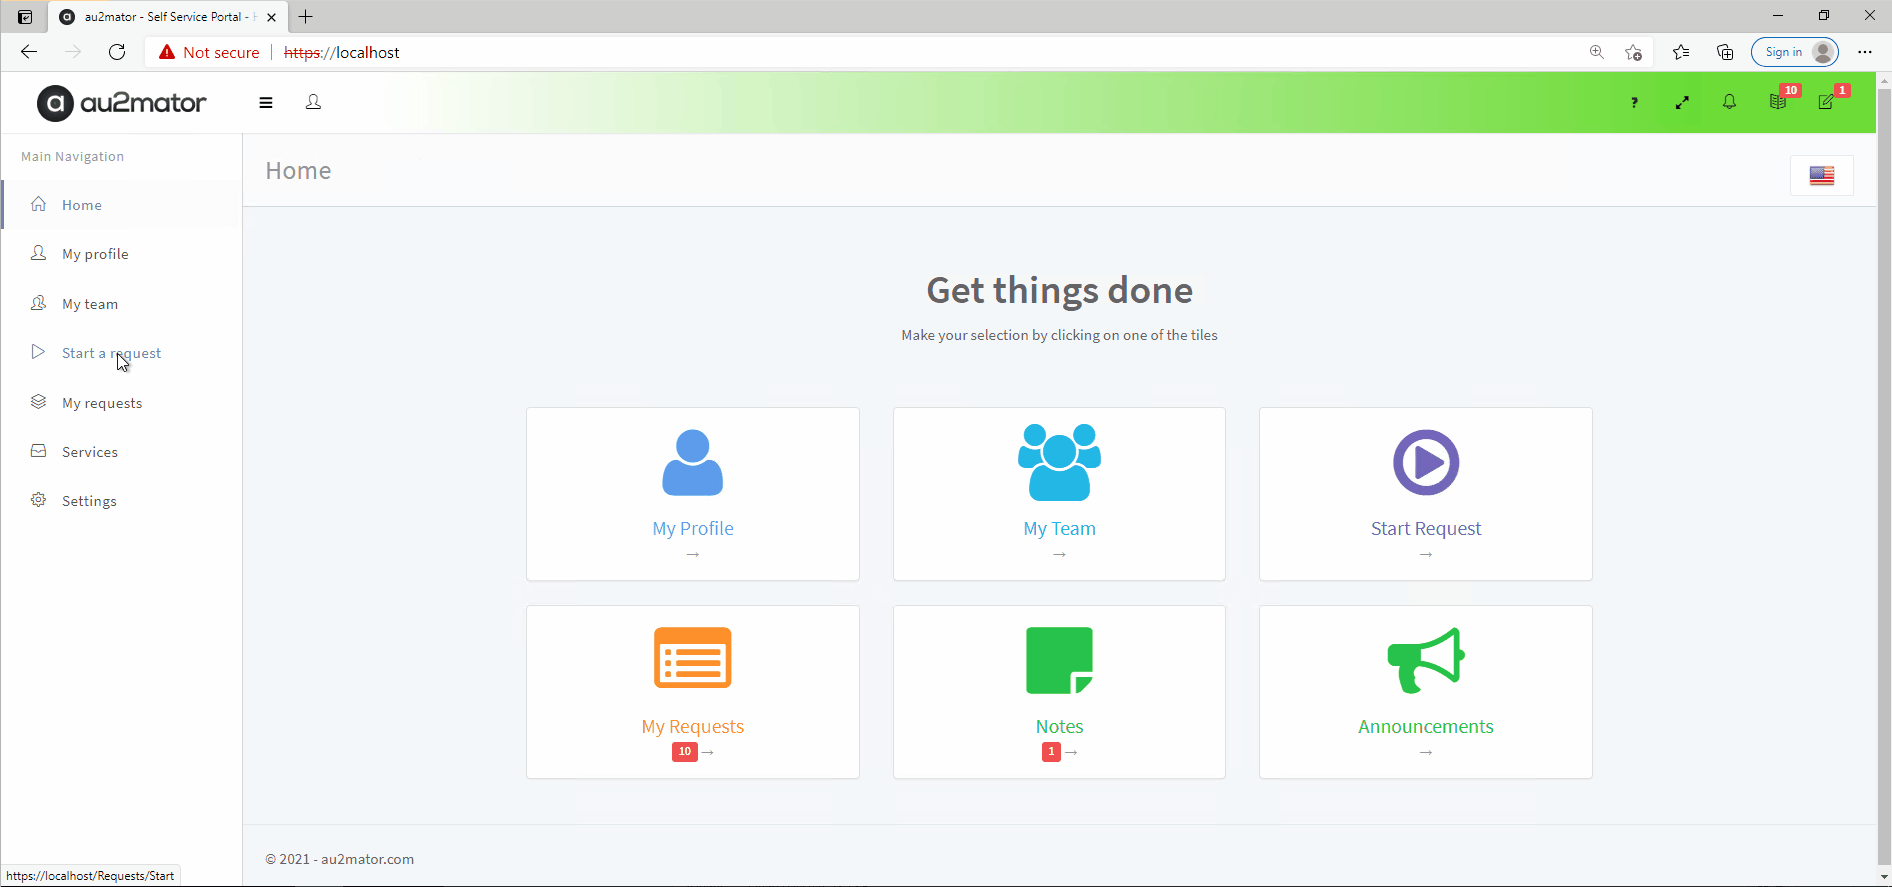 au2mator - Self Service Portal -
Not secure
https://localhost
Sign in
a au2mator
?
10
1
Main Navigation
Home
My profile
My team
Start a request
My requests
Services
Settings
Home
Get things done
Make your selection by clicking on one of the tiles
My Profile
→
My Team
→
Start Request
→
My Requests
10 →
Notes
1 →
Announcements
→
© 2021 - au2mator.com
https://localhost/Requests/Start